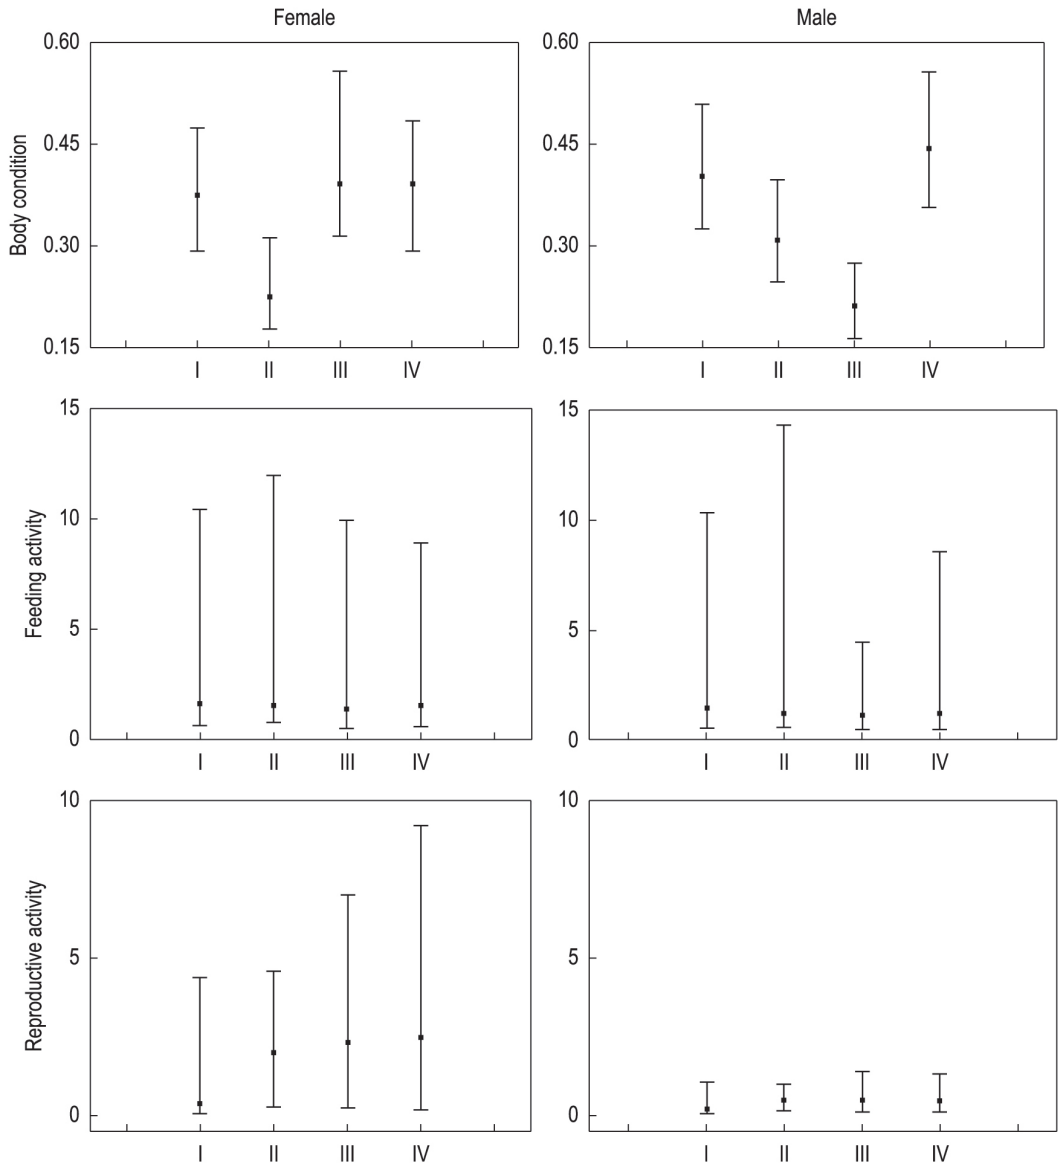 Female
Male
Body condition
0.60
0.45
0.30
0.15
I II III IV
0.60
0.45
0.30
0.15
I II III IV
Feeding activity
15
10
5
0
I II III IV
15
10
5
0
I II III IV
Reproductive activity
10
5
0
I II III IV
10
5
0
I II III IV